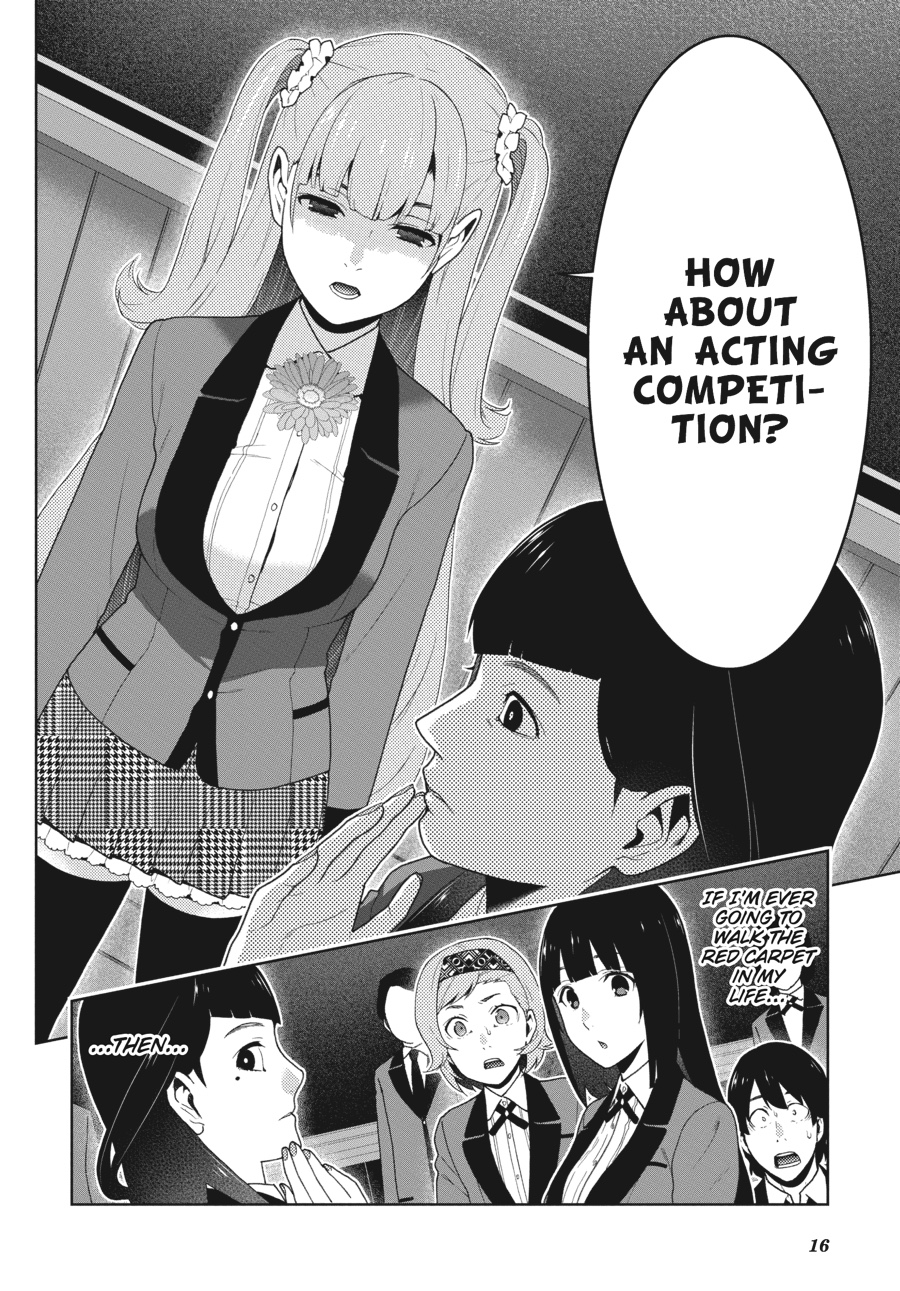 HOW
ABOUT
AN ACTING
COMPETI-
TION?
IF I'M EVER
GOING TO
WALK THE
RED CARPET
IN MY
LIFE...
...THEN...
16